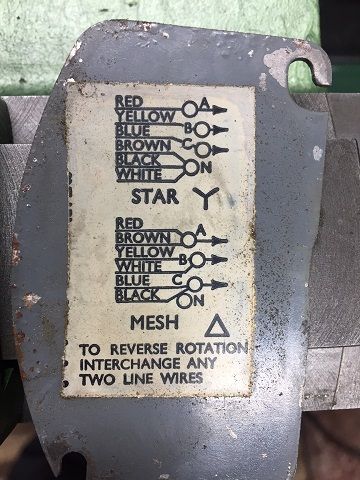 RED
A
YELLOW
BLUE
B
BROWN
C
BLACK
N
WHITE
STAR
RED
BROWN
A
YELLOW
WHITE
B
BLUE
C
BLACK
N
MESH
TO REVERSE ROTATION
INTERCHANGE ANY
TWO LINE WIRES